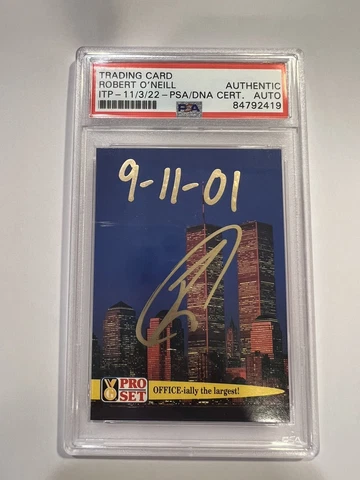 TRADING CARD
ROBERT O'NEILL AUTHENTIC
ITP - 11/3/22 - PSA/DNA CERT. AUTO
PSA 84792419
9-11-01
PRO SET
OFFICE-ially the largest!